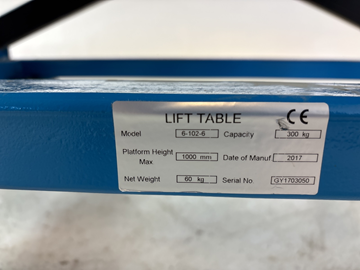 LIFT TABLE CE
Model 6-102-6 Capacity 300 kg
Platform Height Max 1000 mm Date of Manuf. 2017
Net Weight 60 kg Serial No GY1703050